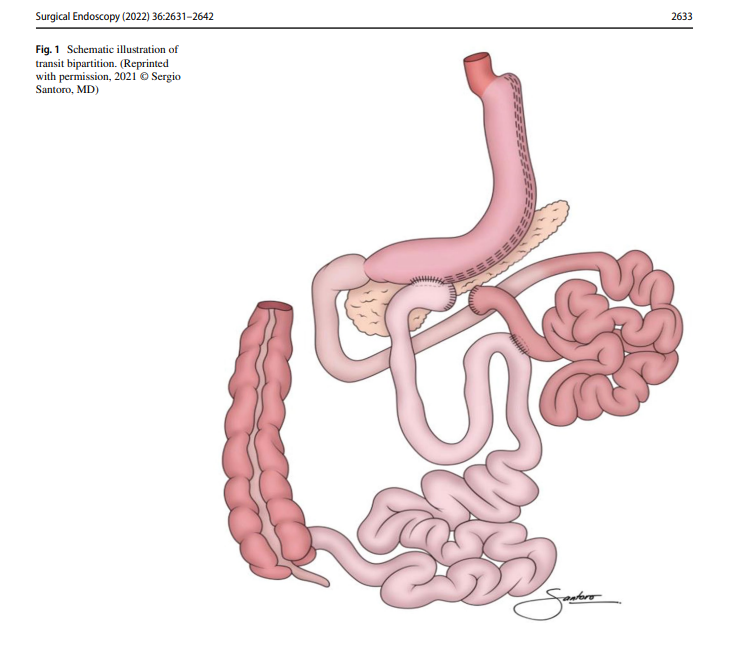 Surgical Endoscopy (2022) 36:2631–2642
2633
Fig. 1 Schematic illustration of
transit bipartition. (Reprinted
with permission, 2021 © Sergio
Santoro, MD)
Santoro